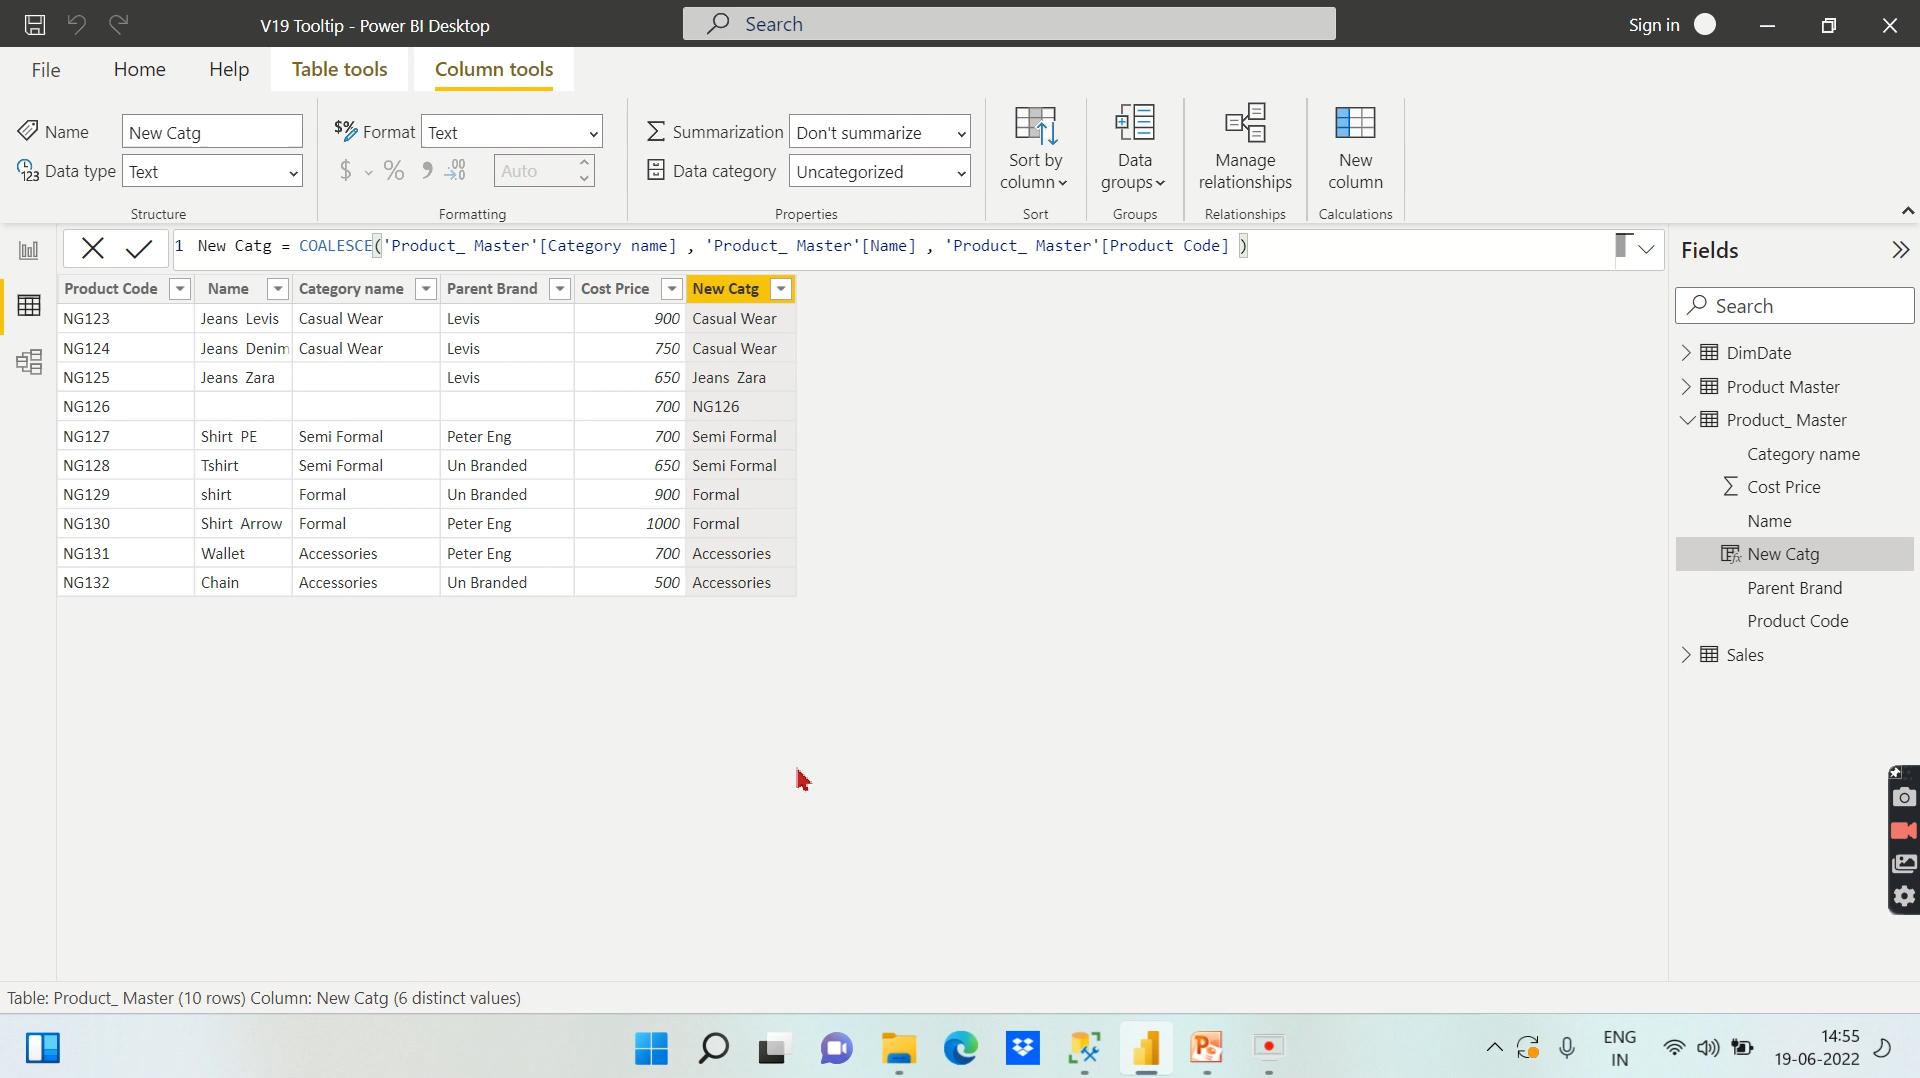 V19 Tooltip - Power BI Desktop
Search
Sign in
File Home Help Table tools Column tools
Name New Catg
Data type Text
Structure
Format Text
$ % Auto
Formatting
Summarization Don't summarize
Data category Uncategorized
Properties
Sort by
column
Sort
Data
groups
Groups
Manage
relationships
Relationships
New
column
Calculations
1 New Catg = COALESCE('Product_ Master'[Category name] , 'Product_ Master'[Name] , 'Product_ Master'[Product Code] )
Product Code Name Category name Parent Brand Cost Price New Catg
NG123 Jeans Levis Casual Wear Levis 900 Casual Wear
NG124 Jeans Denim Casual Wear Levis 750 Casual Wear
NG125 Jeans Zara Levis 650 Jeans Zara
NG126 700 NG126
NG127 Shirt PE Semi Formal Peter Eng 700 Semi Formal
NG128 Tshirt Semi Formal Un Branded 650 Semi Formal
NG129 shirt Formal Un Branded 900 Formal
NG130 Shirt Arrow Formal Peter Eng 1000 Formal
NG131 Wallet Accessories Peter Eng 700 Accessories
NG132 Chain Accessories Un Branded 500 Accessories
Fields
Search
DimDate
Product Master
Product_ Master
Category name
Cost Price
Name
New Catg
Parent Brand
Product Code
Sales
Table: Product_ Master (10 rows) Column: New Catg (6 distinct values)
ENG
IN
14:55
19-06-2022